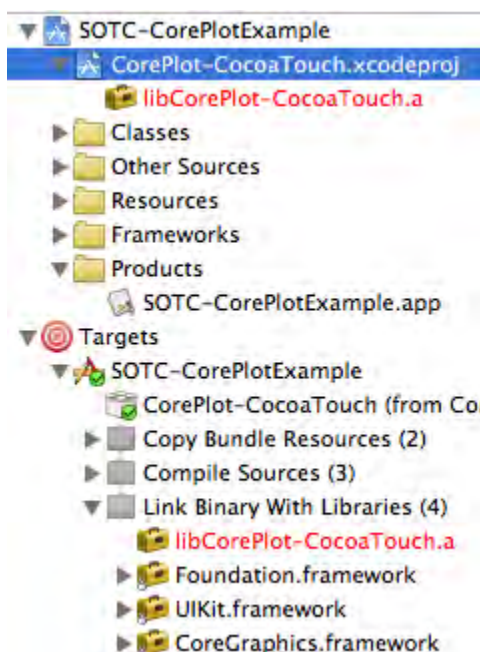 SOTC-CorePlotExample
CorePlot-CocoaTouch.xcodeproj
libCorePlot-CocoaTouch.a
Classes
Other Sources
Resources
Frameworks
Products
SOTC-CorePlotExample.app
Targets
SOTC-CorePlotExample
CorePlot-CocoaTouch (from Co
Copy Bundle Resources (2)
Compile Sources (3)
Link Binary With Libraries (4)
libCorePlot-CocoaTouch.a
Foundation.framework
UIKit.framework
CoreGraphics.framework